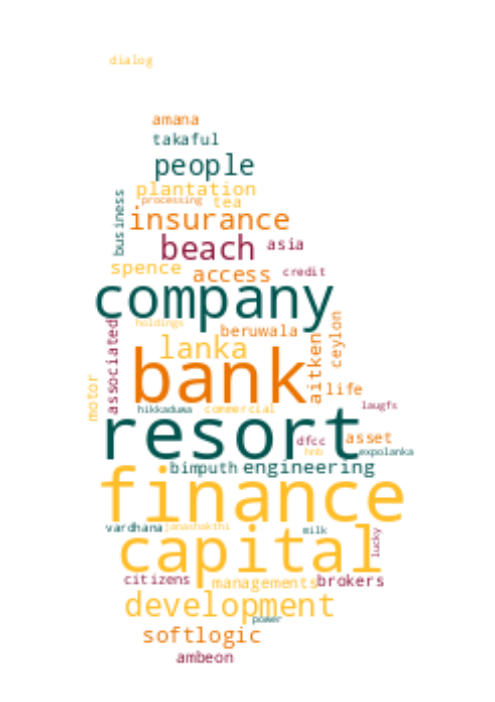 dialog
amana
takaful
people
plantation
processing tea
business
insurance
beach asia
spence access credit
company
holdings beruwala
ceylon
associated
lanka
aitken
bank
life
motor
hikkaduwa commercial laugfs
resort
dfcc asset
hnb expolanka
bimputh engineering
finance
vardhana janashakthi milk
lucky
capital
citizens managements brokers
development
power
softlogic
ambeon